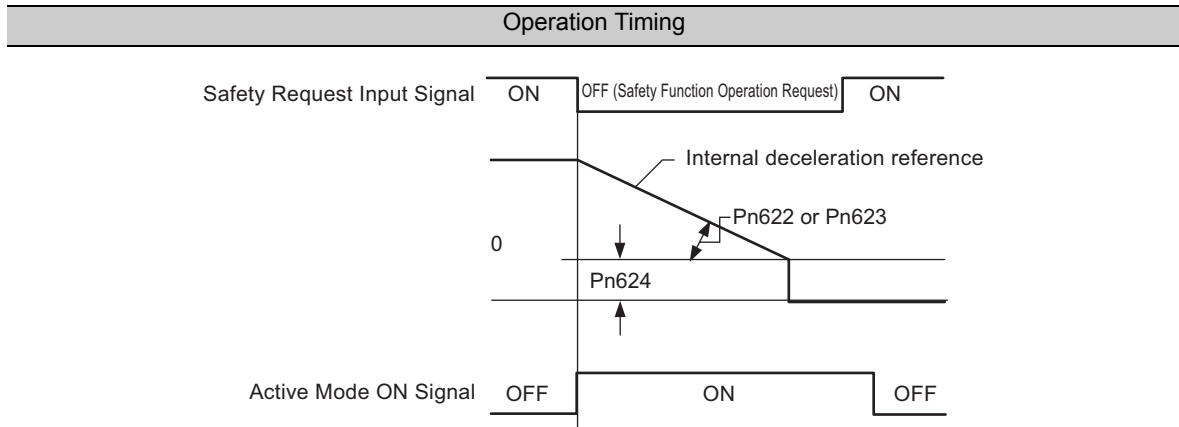 Operation Timing
Safety Request Input Signal ON OFF (Safety Function Operation Request) ON
Internal deceleration reference
Pn622 or Pn623
0
Pn624
Active Mode ON Signal OFF ON OFF